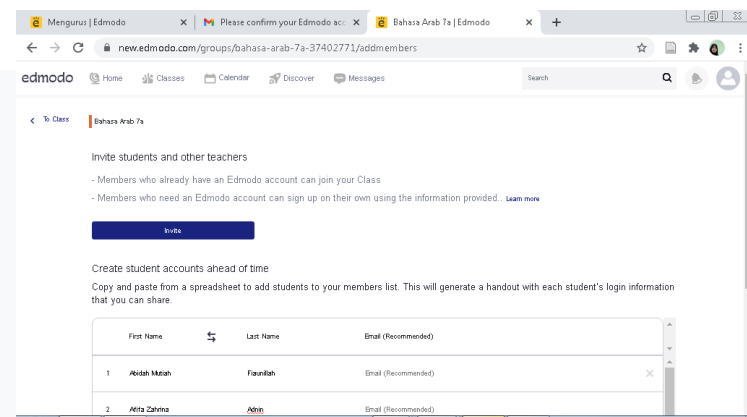 Mengurus | Edmodo
Please confirm your Edmodo acc
Bahasa Arab 7a | Edmodo
new.edmodo.com/groups/bahasa-arab-7a-37402771/addmembers
edmodo
Home
Classes
Calendar
Discover
Messages
Search
To Class
Bahasa Arab 7a
Invite students and other teachers
- Members who already have an Edmodo account can join your Class
- Members who need an Edmodo account can sign up on their own using the information provided.. Learn more
Invite
Create student accounts ahead of time
Copy and paste from a spreadsheet to add students to your members list. This will generate a handout with each student's login information
that you can share.
First Name Last Name Email (Recommended)
1 Abidah Mutiah Fiaunillah Email (Recommended)
2 Afifa Zahrina Adnin Email (Recommended)